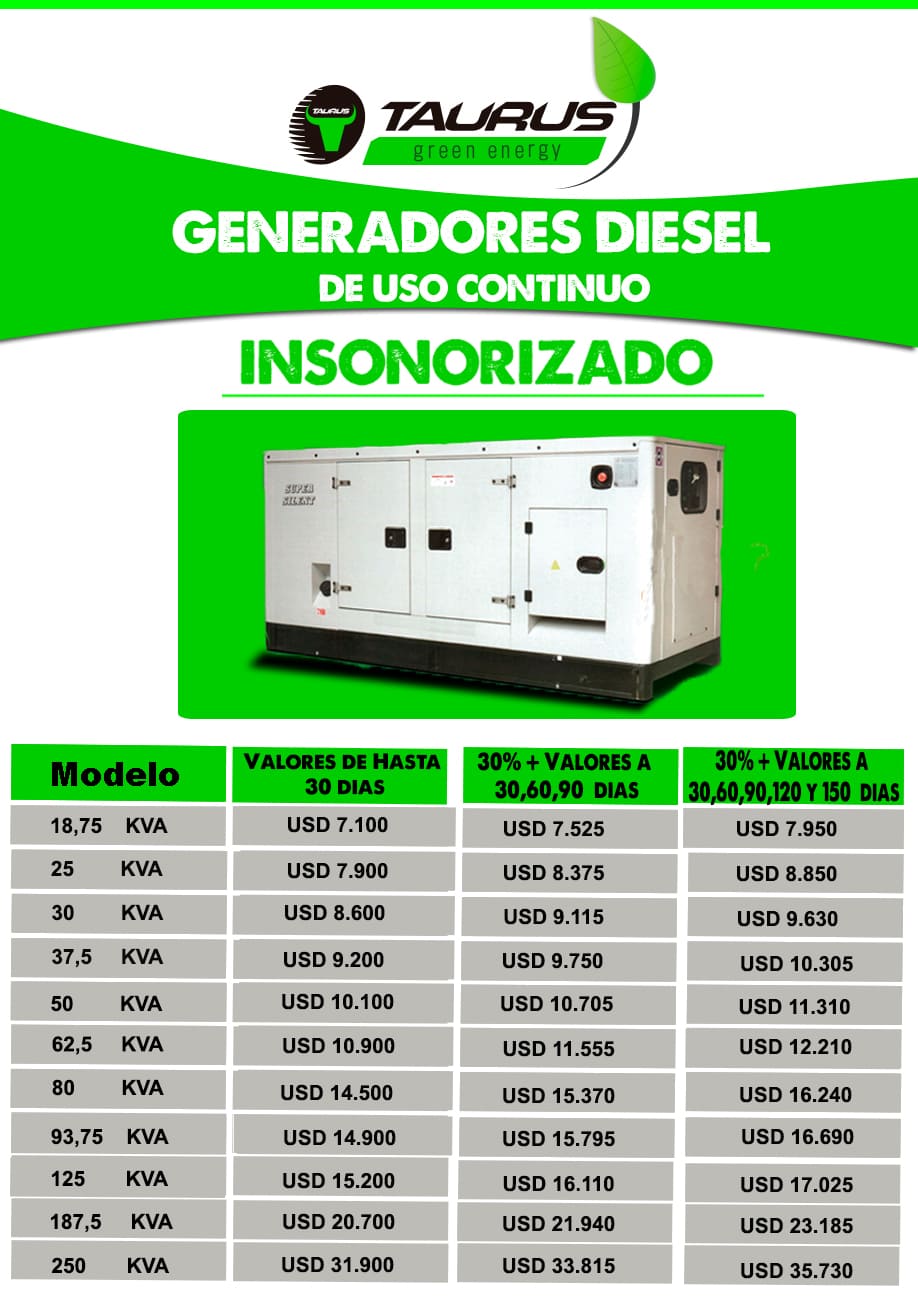 TAURUS
TAURUS
green energy
GENERADORES DIESEL
DE USO CONTINUO
INSONORIZADO
SUPER
SILENT
Modelo VALORES DE HASTA 30% + VALORES A 30% + VALORES A
30 DIAS 30,60,90 DIAS 30,60,90,120 Y 150 DIAS
18,75 KVA USD 7.100 USD 7.525 USD 7.950
25 KVA USD 7.900 USD 8.375 USD 8.850
30 KVA USD 8.600 USD 9.115 USD 9.630
37,5 KVA USD 9.200 USD 9.750 USD 10.305
50 KVA USD 10.100 USD 10.705 USD 11.310
62,5 KVA USD 10.900 USD 11.555 USD 12.210
80 KVA USD 14.500 USD 15.370 USD 16.240
93,75 KVA USD 14.900 USD 15.795 USD 16.690
125 KVA USD 15.200 USD 16.110 USD 17.025
187,5 KVA USD 20.700 USD 21.940 USD 23.185
250 KVA USD 31.900 USD 33.815 USD 35.730